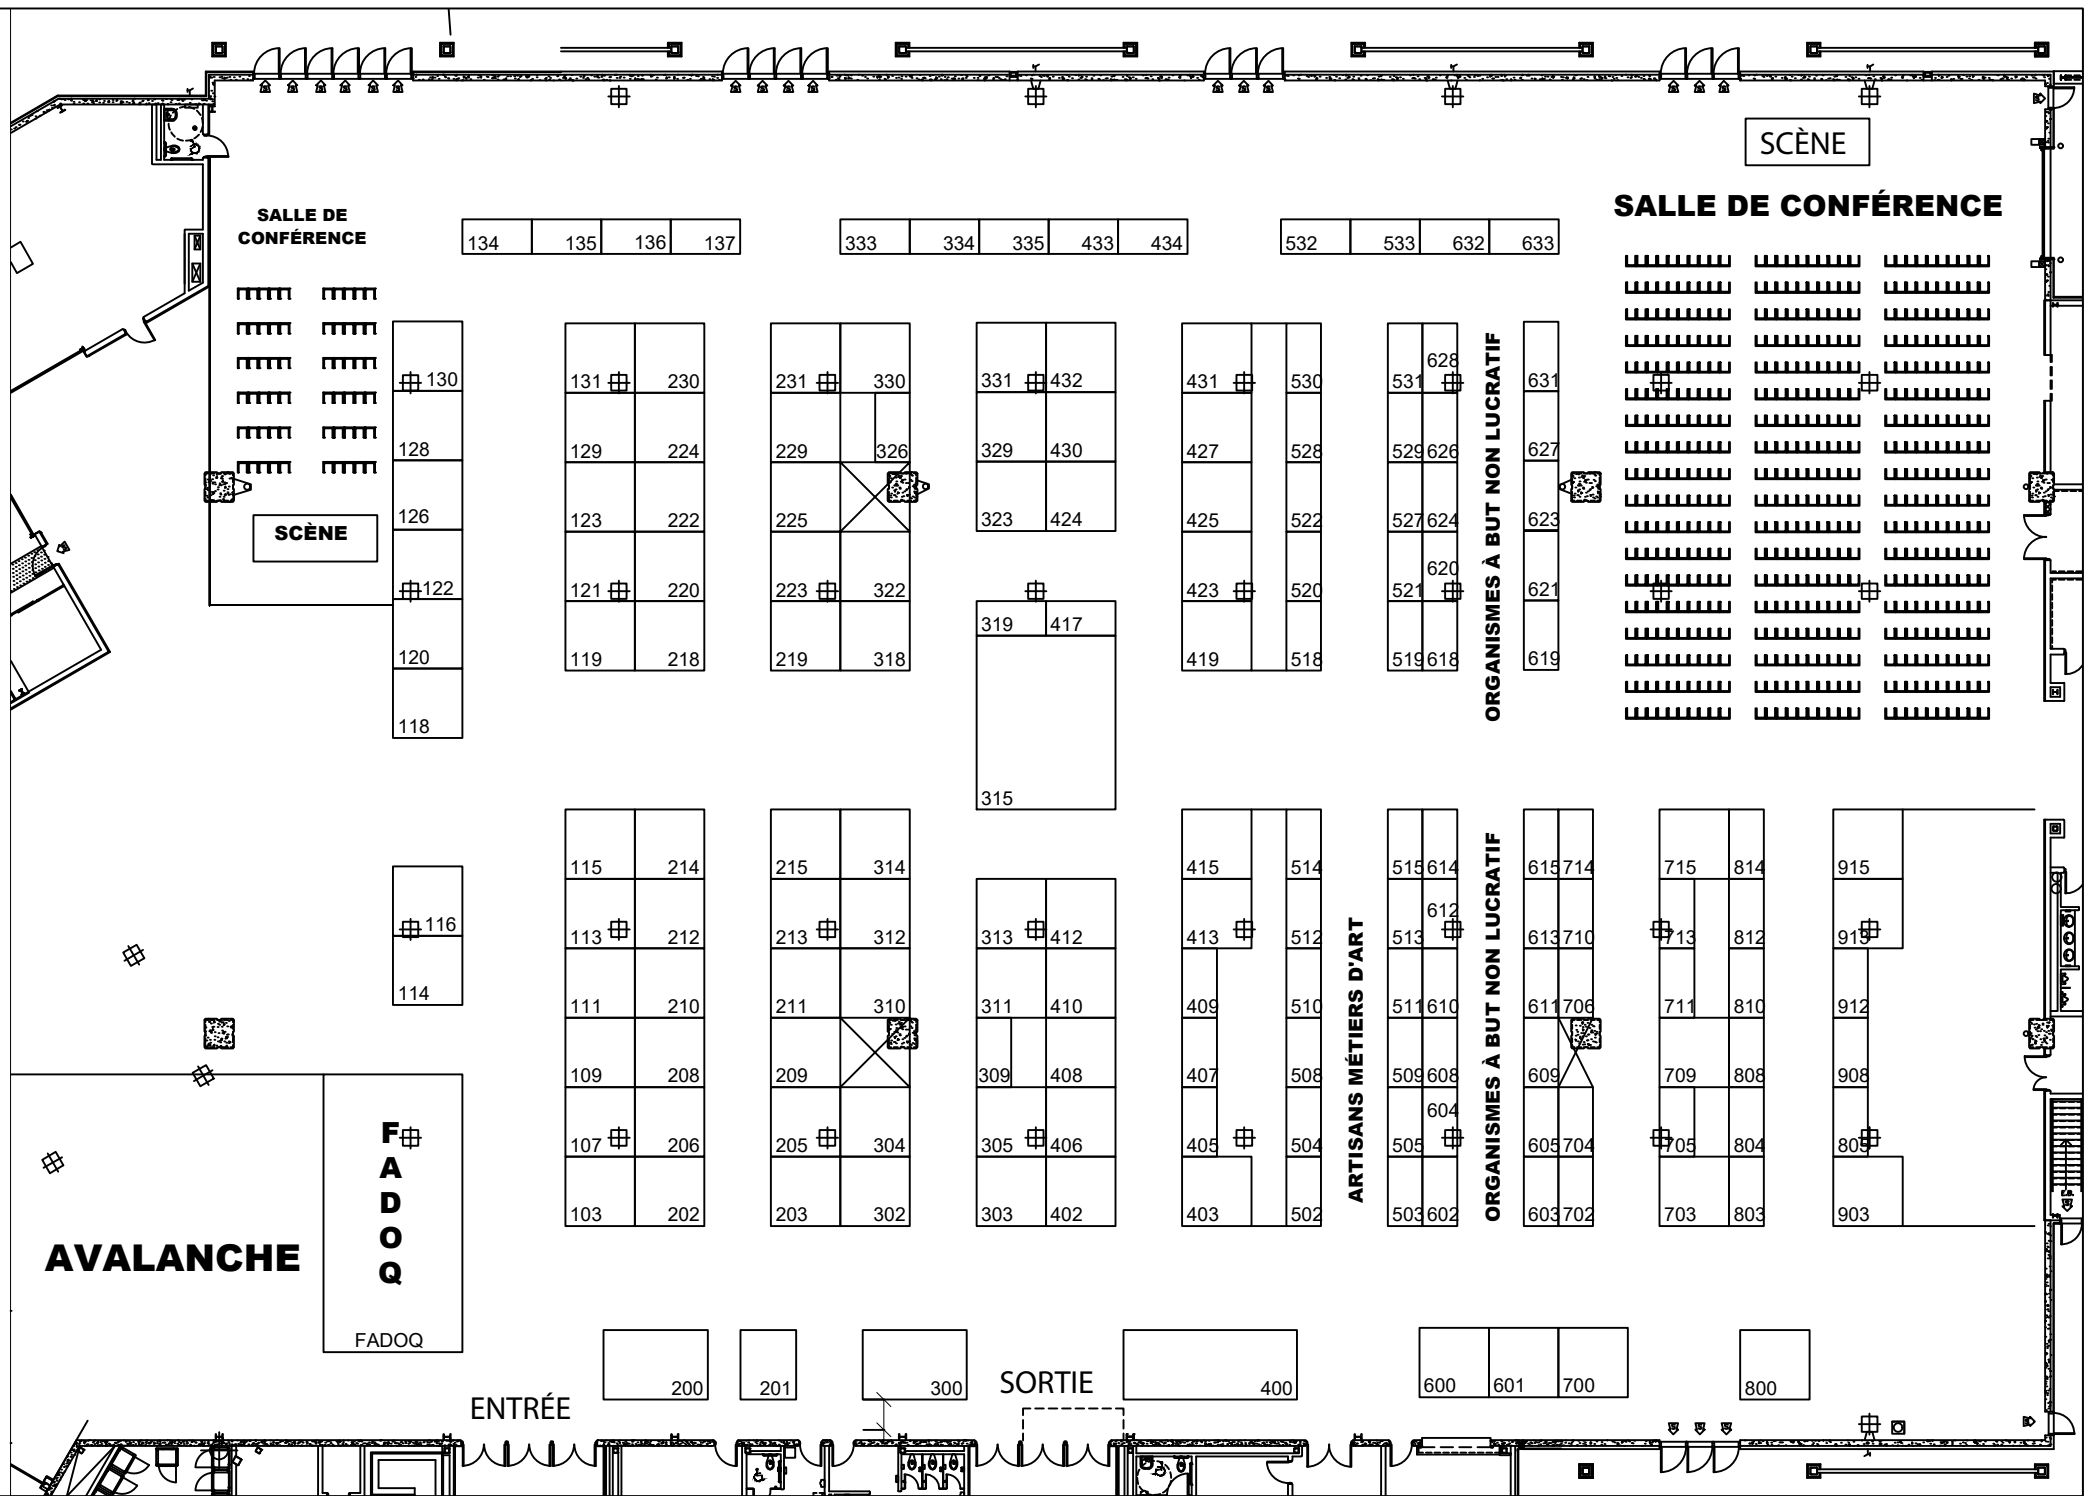 SCÈNE
SALLE DE CONFÉRENCE
SALLE DE
CONFÉRENCE
134 135 136 137 333 334 335 433 434 532 533 632 633
628
130 131 230 231 330 331 432 431 530 531 631
128 129 224 229 326 329 430 427 528 529 626 627
126 123 222 225 323 424 425 522 527 624 623
SCÈNE
620
122 121 220 223 322 423 520 521 621
319 417
120 119 218 219 318 419 518 519 618 619
ORGANISMES À BUT NON LUCRATIF
118
315
115 214 215 314 415 514 515 614 615 714 715 814 915
612
116 113 212 213 312 313 412 413 512 513 613 710 713 812 913
114 111 210 211 310 311 410 409 510 511 610 611 706 711 810 912
109 208 209 309 408 407 508 509 608 609 709 808 908
604
107 206 205 304 305 406 405 504 505 605 704 705 804 805
103 202 203 302 303 402 403 502 503 602 603 702 703 803 903
ARTISANS MÉTIERS D'ART
ORGANISMES À BUT NON LUCRATIF
F
A
D
O
Q
AVALANCHE
FADOQ
200 201 300 400 600 601 700 800
ENTRÉE
SORTIE